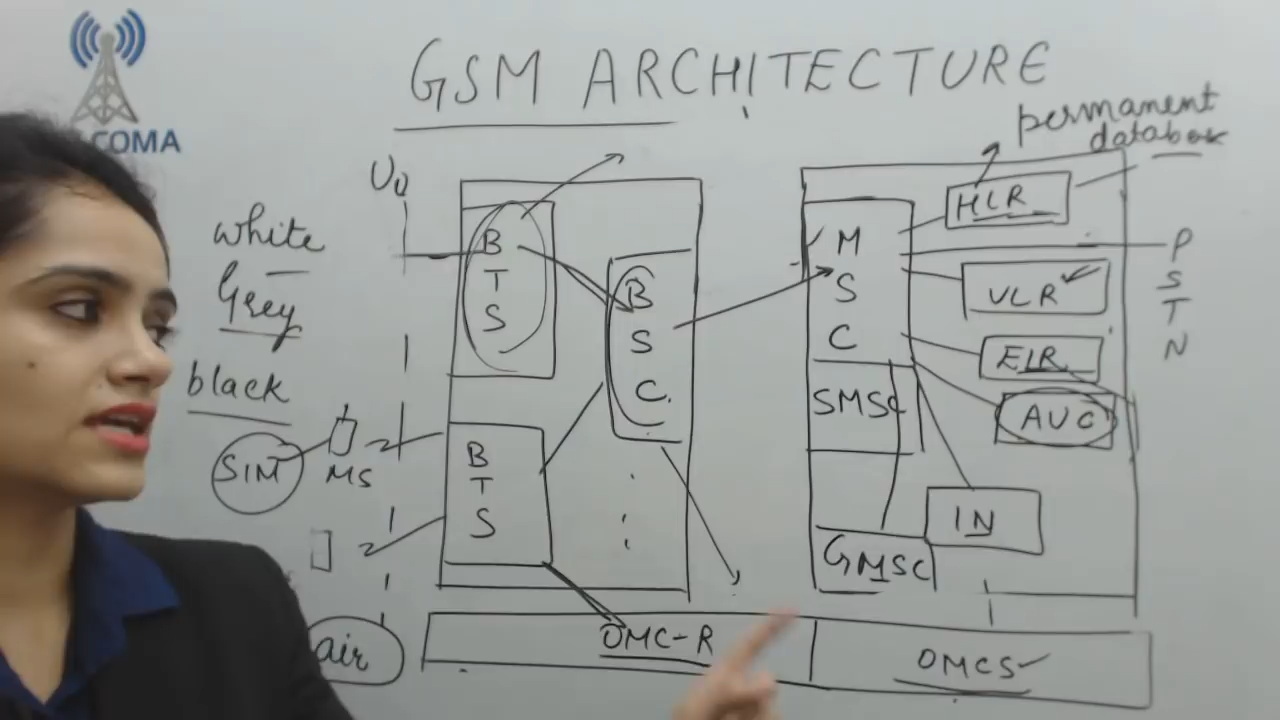 COMA
GSM ARCHITECTURE
permanent
database
U0
white
Grey
black
SIM
MS
air
BTS
BTS
BSC
MSC
SMSC
GMSC
HLR
VLR
EIR
AUC
IN
PSTN
OMC-R
OMCS